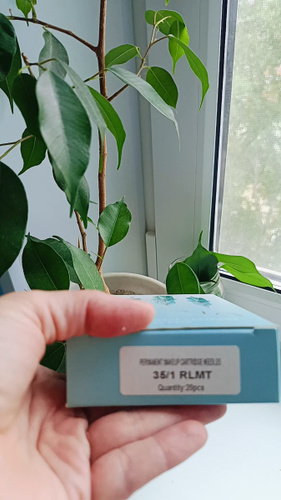 PERMANENT MAKEUP CARTRIDGE NEEDLES
35/1 RLMT
Quantity:20pcs